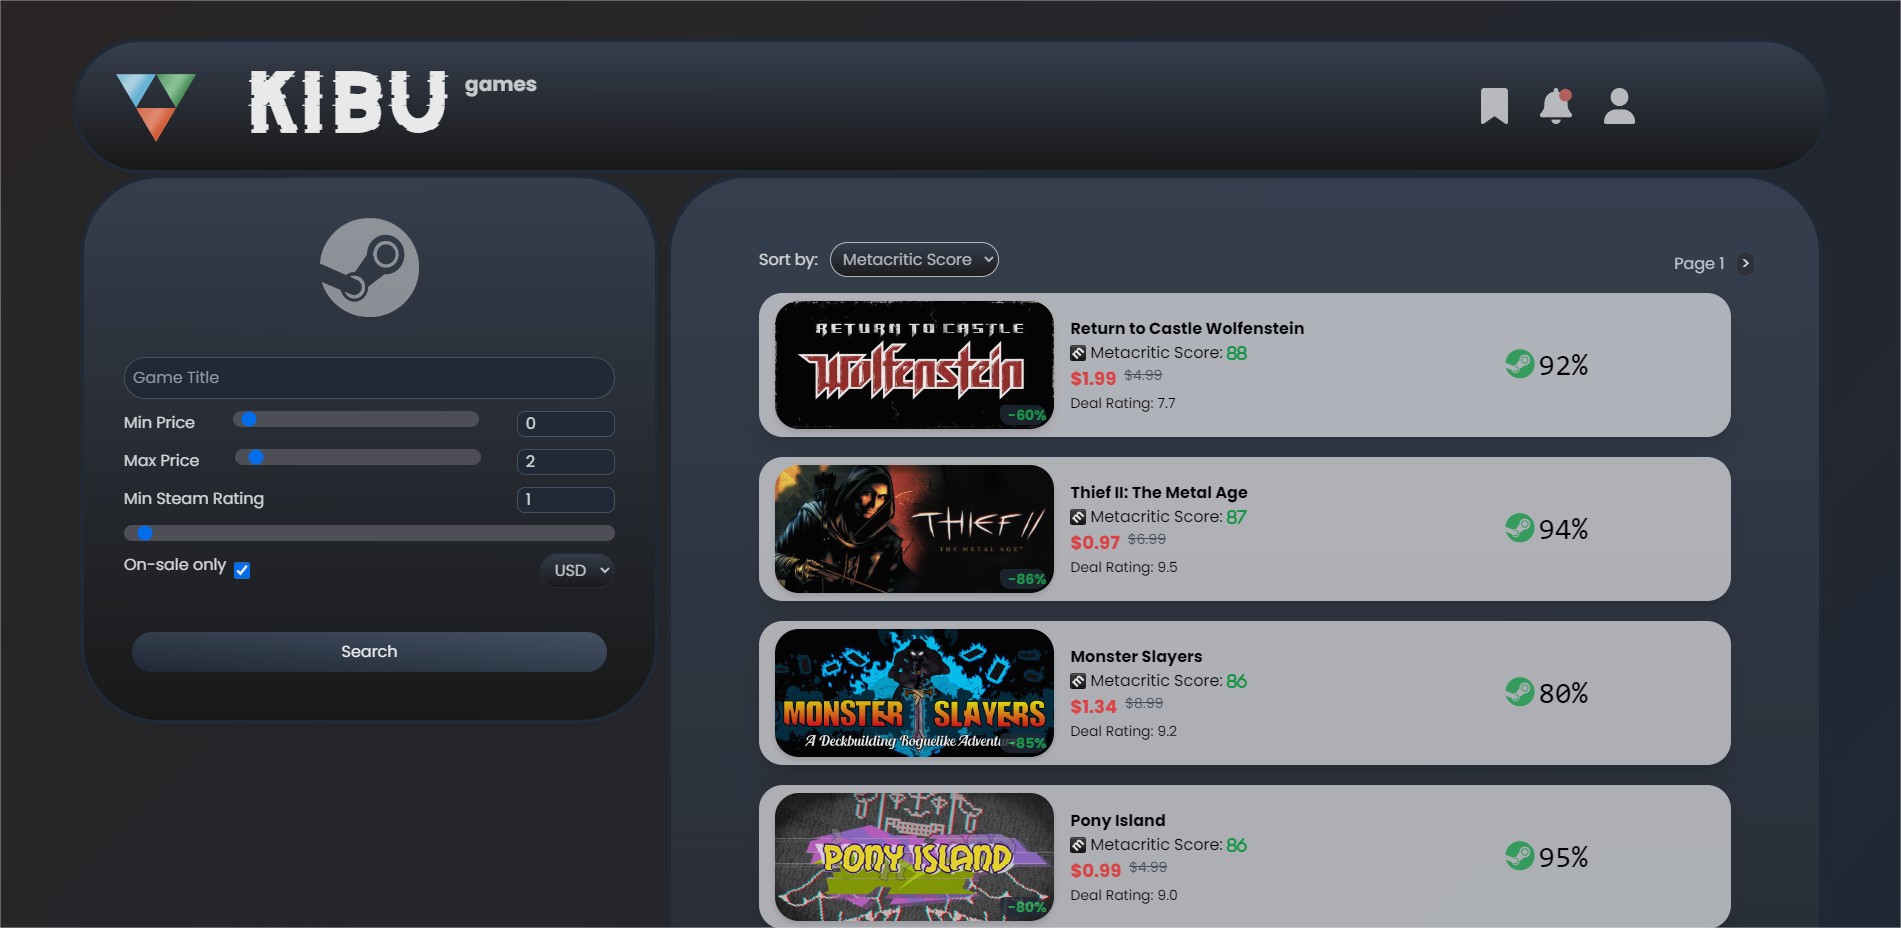 KIBU games
Game Title
Min Price 0
Max Price 2
Min Steam Rating 1
On-sale only USD
Search
Sort by: Metacritic Score
Page 1 >
RETURN TO CASTLE
Wolfenstein
-60%
Return to Castle Wolfenstein
Metacritic Score: 88
$1.99 $4.99
Deal Rating: 7.7
92%
THIEF II
THE METAL AGE™
-86%
Thief II: The Metal Age
Metacritic Score: 87
$0.97 $6.99
Deal Rating: 9.5
94%
MONSTER SLAYERS
A Deckbuilding Roguelike Adventu
-85%
Monster Slayers
Metacritic Score: 86
$1.34 $8.99
Deal Rating: 9.2
80%
PONY ISLAND
-80%
Pony Island
Metacritic Score: 86
$0.99 $4.99
Deal Rating: 9.0
95%